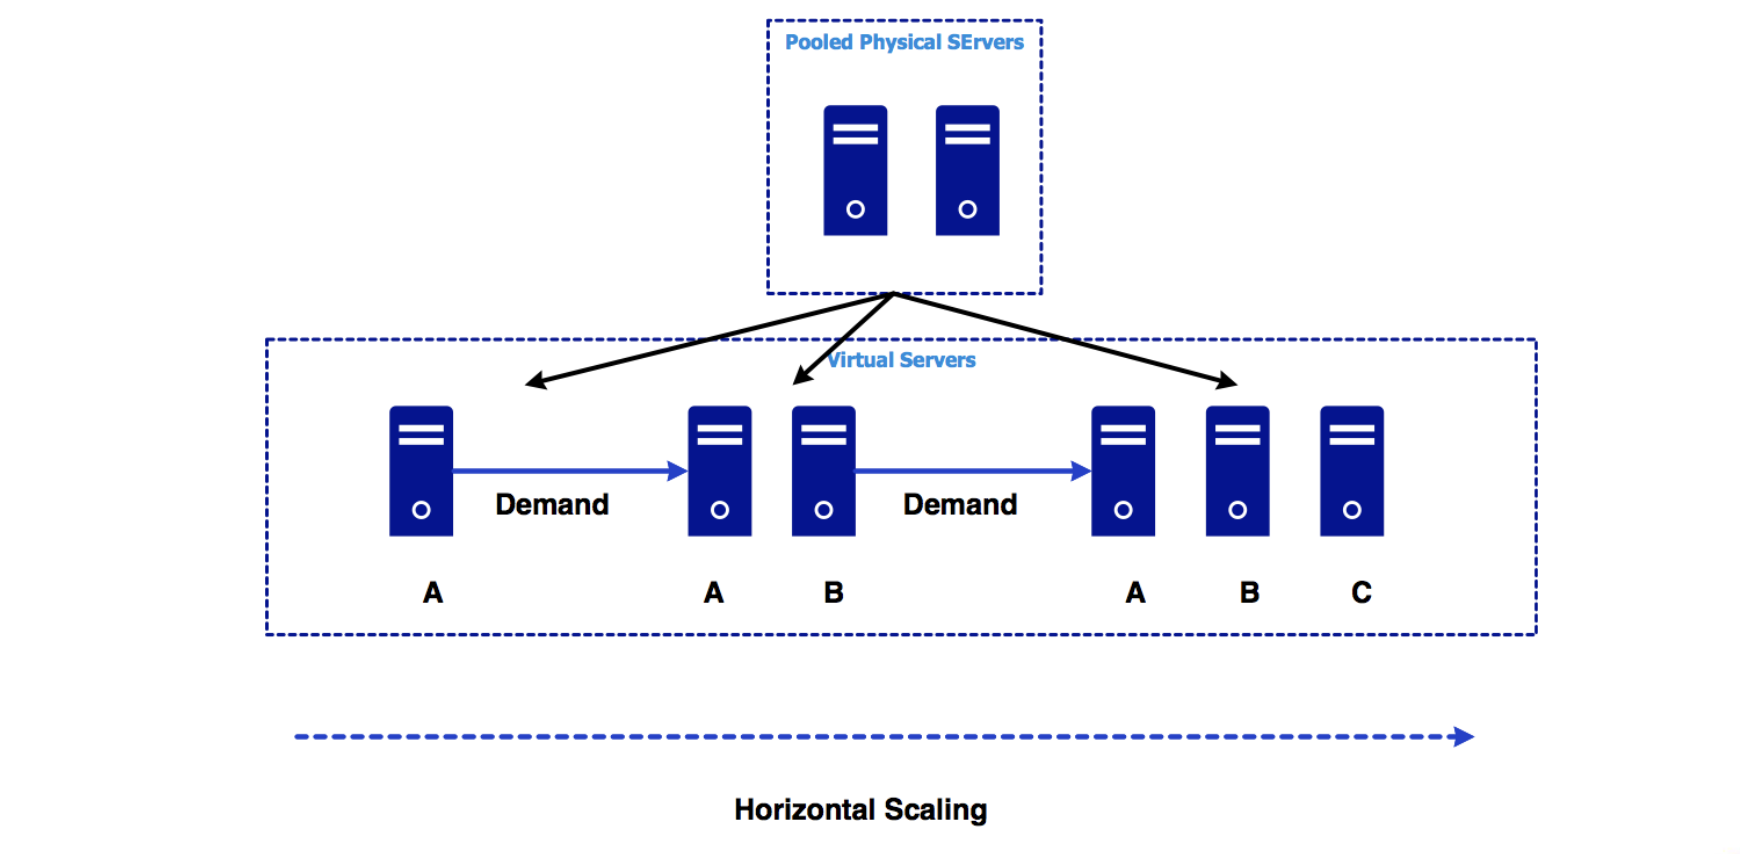 Pooled Physical SErvers
Virtual Servers
Demand
Demand
A
A
B
A
B
C
Horizontal Scaling